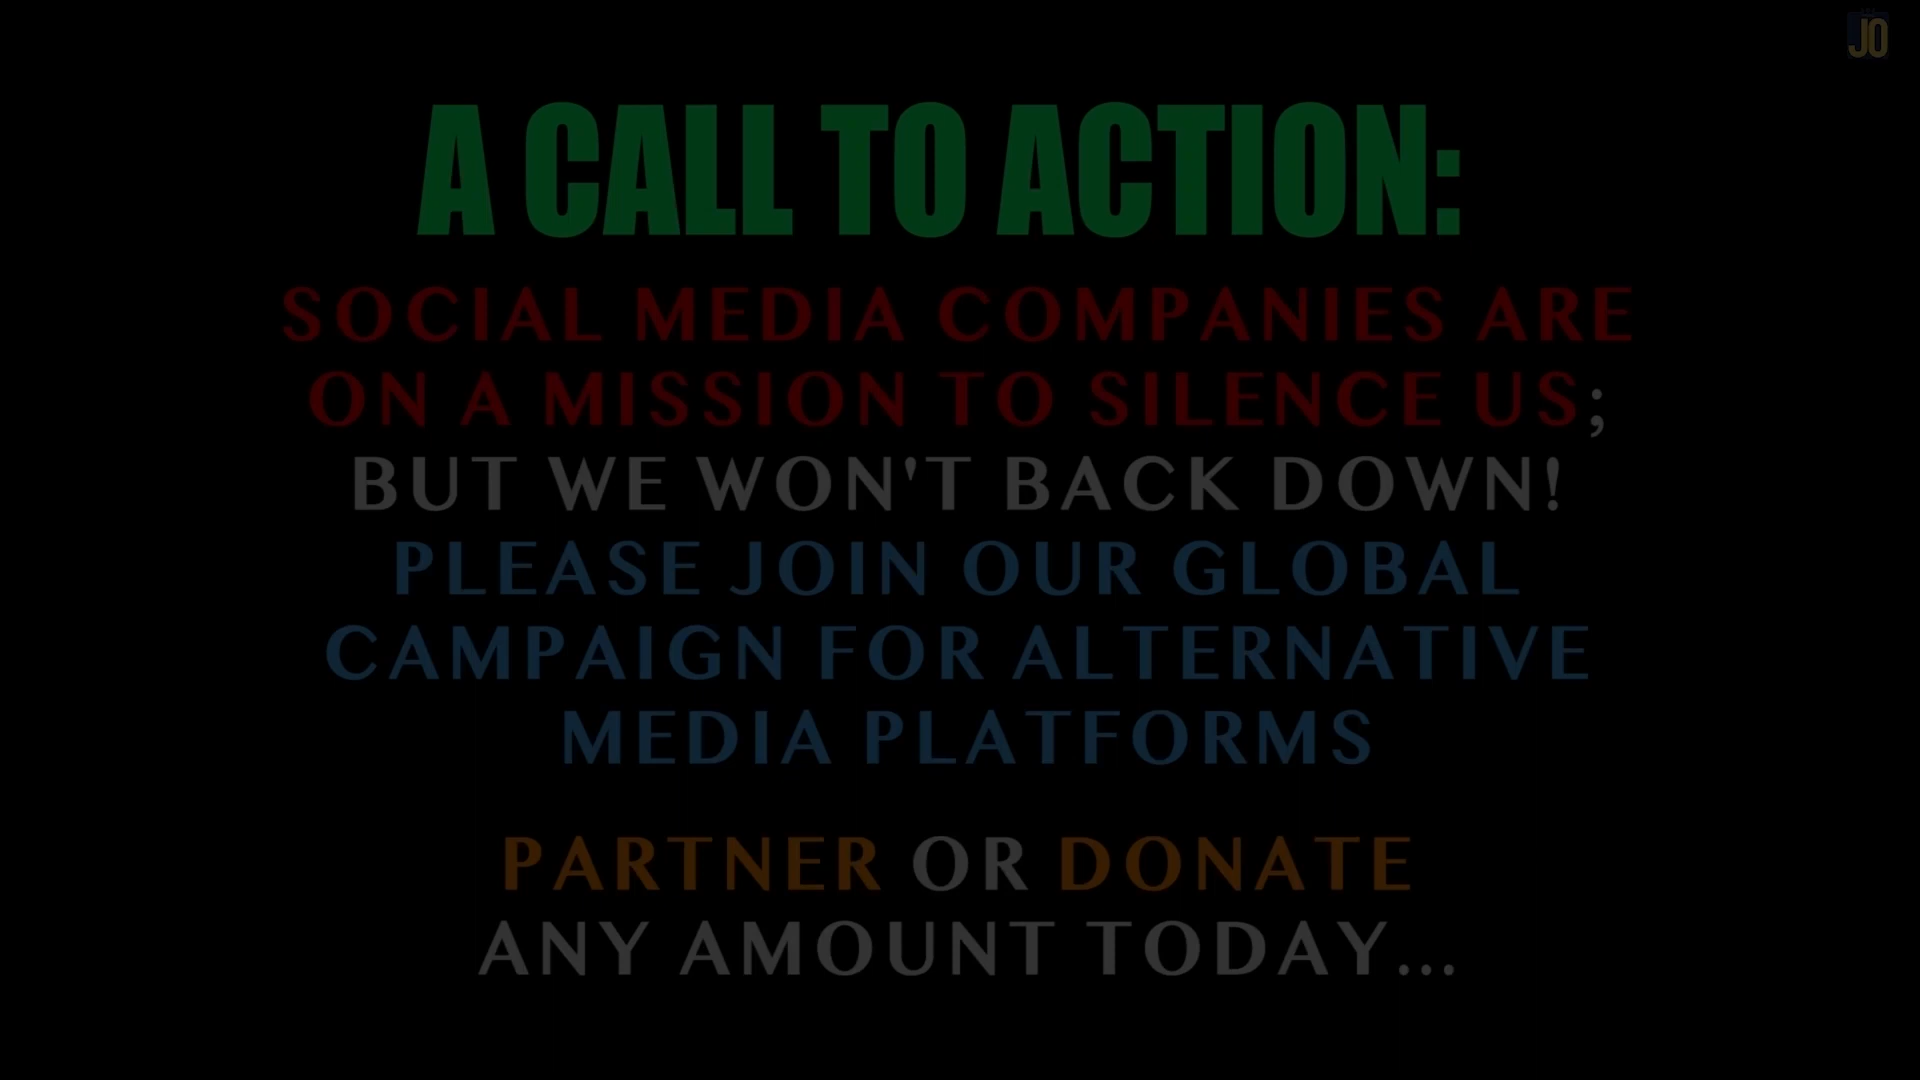 JO
A CALL TO ACTION:
SOCIAL MEDIA COMPANIES ARE
ON A MISSION TO SILENCE US;
BUT WE WON'T BACK DOWN!
PLEASE JOIN OUR GLOBAL
CAMPAIGN FOR ALTERNATIVE
MEDIA PLATFORMS
PARTNER OR DONATE
ANY AMOUNT TODAY...